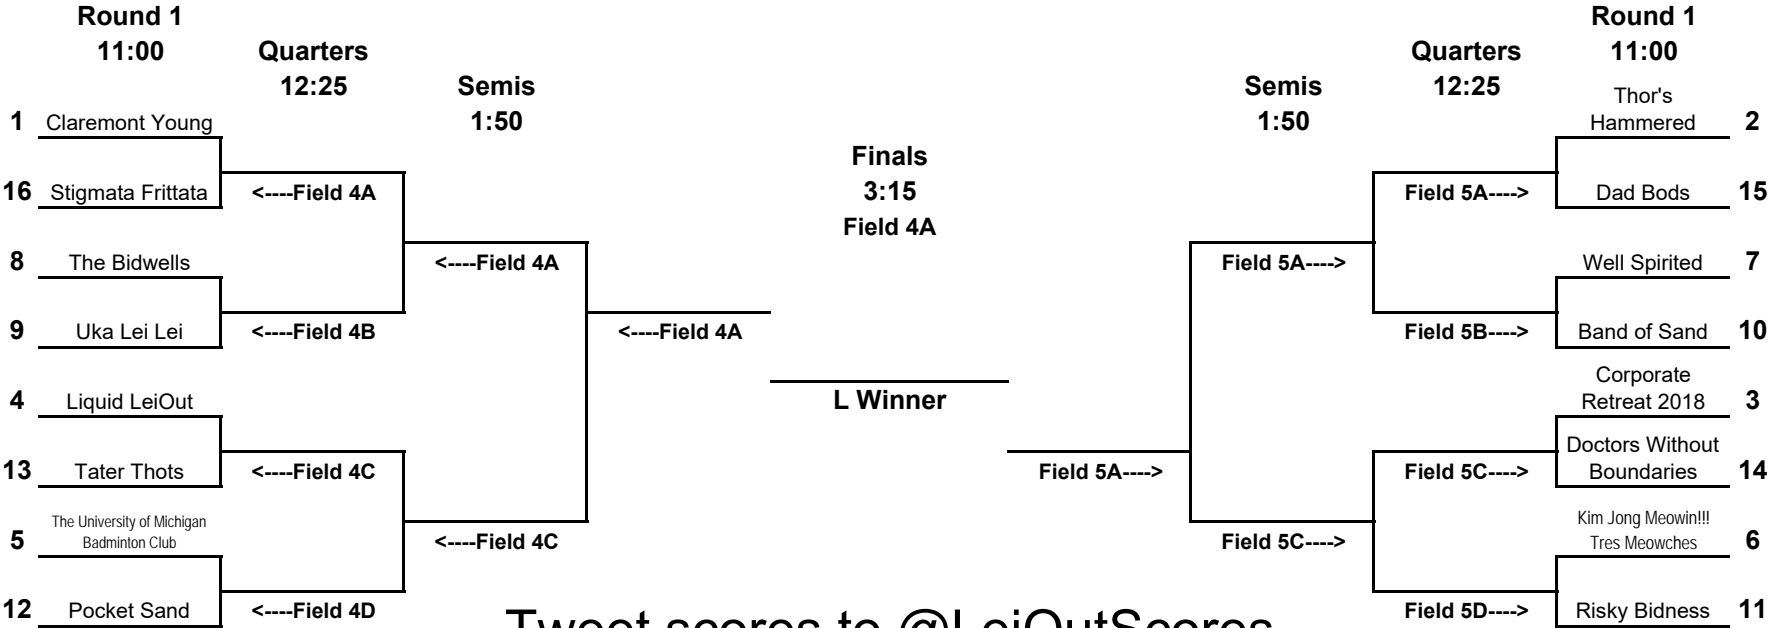 Round 1
11:00
Quarters
12:25
Semis
1:50
Finals
3:15
Field 4A
Semis
1:50
Quarters
12:25
Round 1
11:00
1 Claremont Young
16 Stigmata Frittata
<----Field 4A
8 The Bidwells
<----Field 4A
9 Uka Lei Lei
<----Field 4B
<----Field 4A
4 Liquid LeiOut
13 Tater Thots
<----Field 4C
5 The University of Michigan
Badminton Club
<----Field 4C
12 Pocket Sand
<----Field 4D
L Winner
Thor's
Hammered 2
Field 5A---->
Dad Bods 15
Field 5A---->
Well Spirited 7
Field 5B---->
Band of Sand 10
Corporate
Retreat 2018 3
Field 5A---->
Field 5C---->
Doctors Without
Boundaries 14
Field 5C---->
Kim Jong Meowin!!!
Tres Meowches 6
Field 5D---->
Risky Bidness 11
Tweet scores to @LeiOutScores